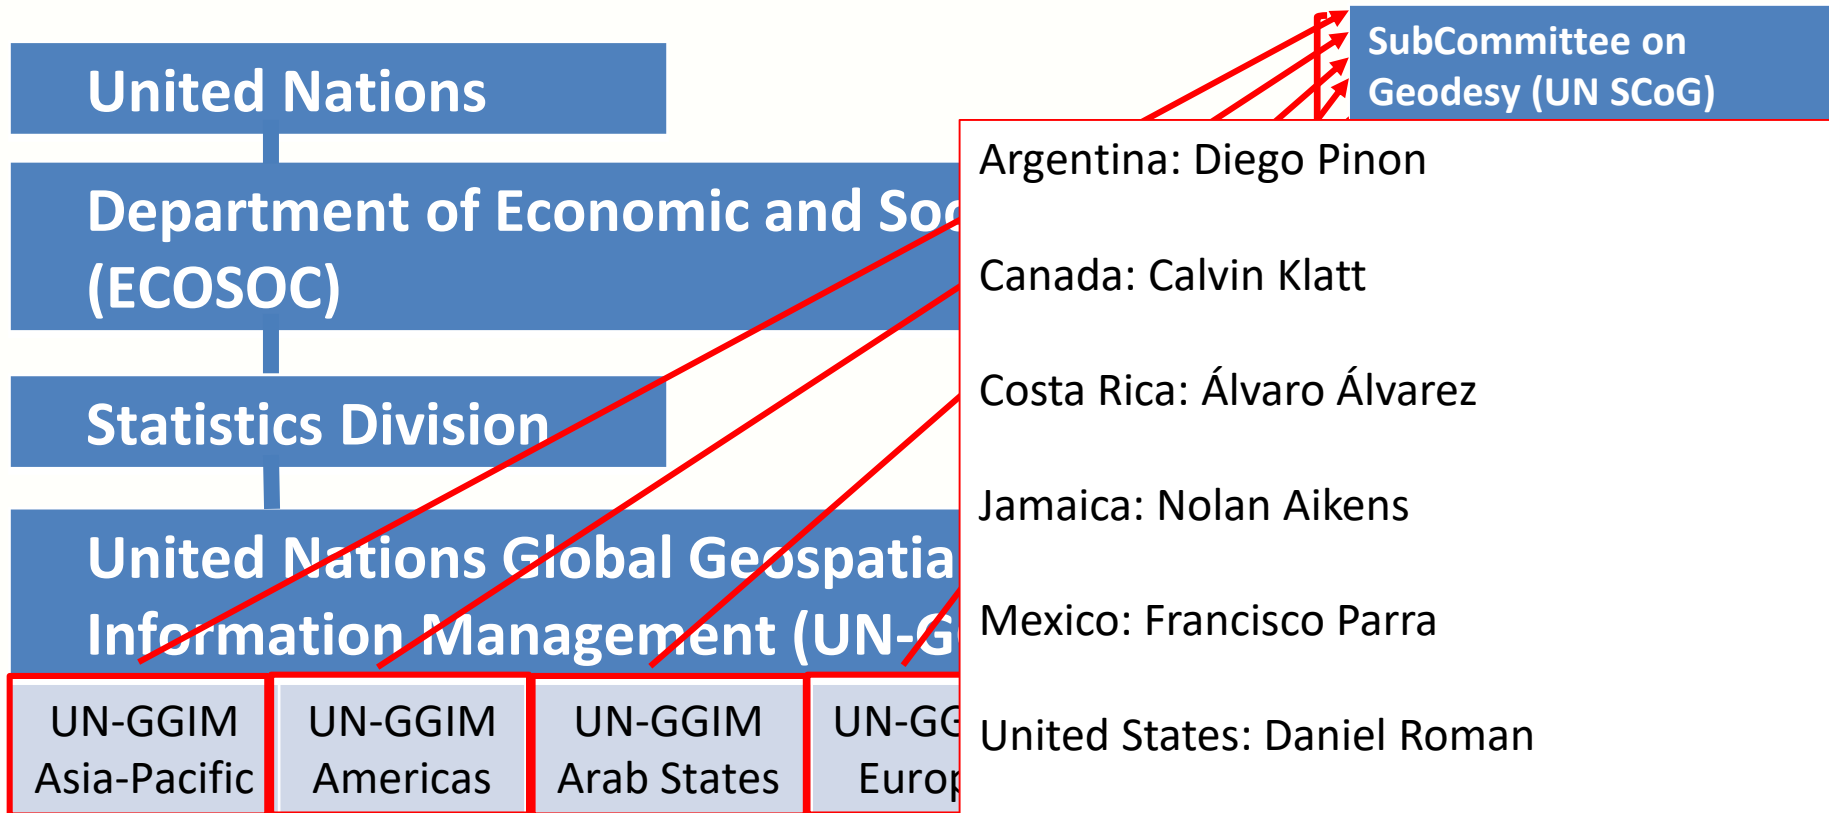 SubCommittee on
Geodesy (UN SCoG)
United Nations
Department of Economic and Soc
(ECOSOC)
Statistics Division
United Nations Global Geospatia
Information Management (UN-G
UN-GGIM
Asia-Pacific
UN-GGIM
Americas
UN-GGIM
Arab States
UN-GG
Europ
Argentina: Diego Pinon
Canada: Calvin Klatt
Costa Rica: Álvaro Álvarez
Jamaica: Nolan Aikens
Mexico: Francisco Parra
United States: Daniel Roman